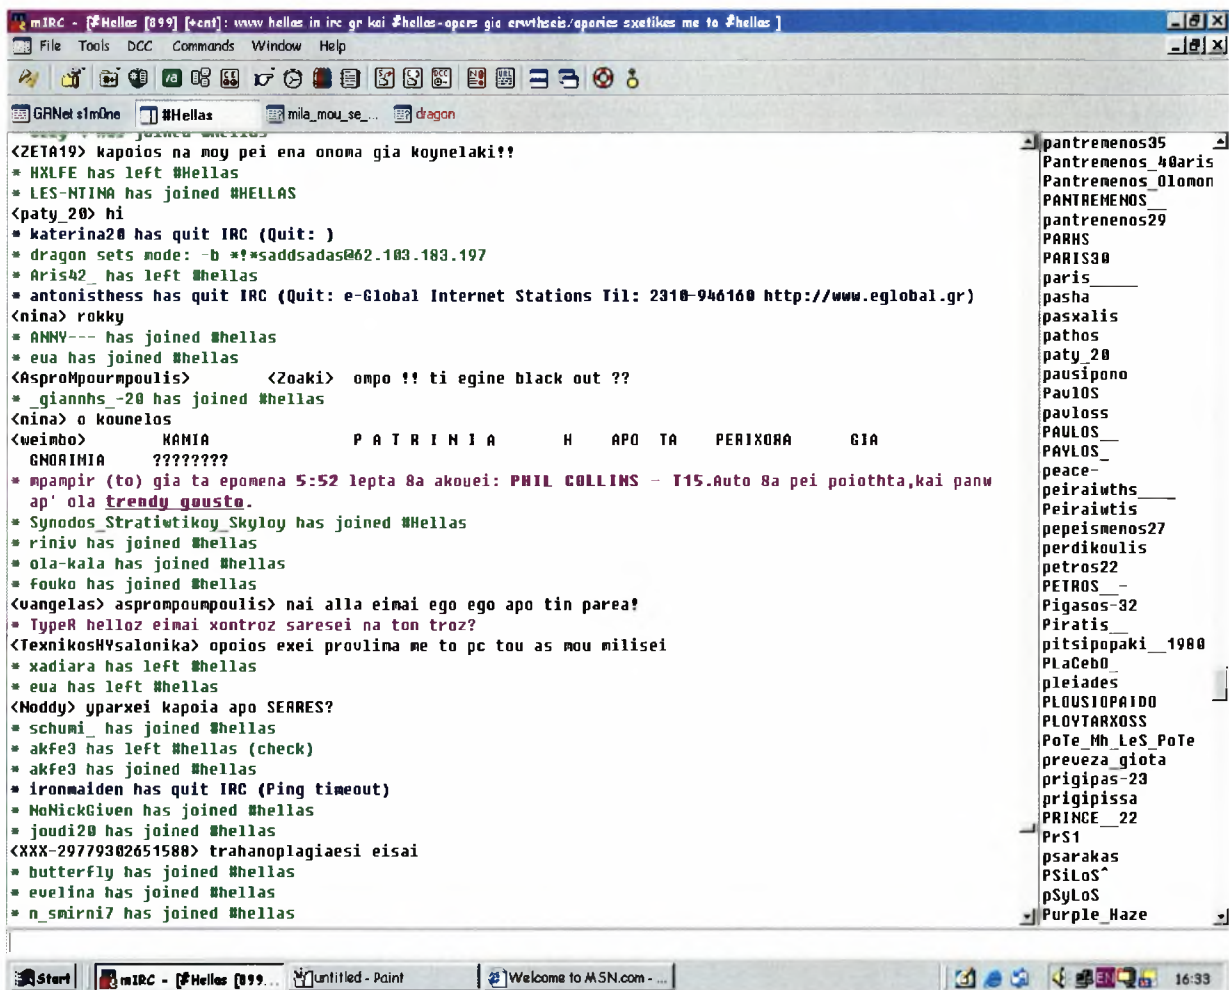 mIRC - [#Hellas [899] [+cnt]: www hellas in irc gr kai #hellas-opers gia erwthseis/apories sxetikes me to #hellas ]
File Tools DCC Commands Window Help
GRNet s1m0ne #Hellas mila_mou_se_... dragon
<ZETA19> kapoios na moy pei ena onoma gia koynelaki!!
* HXLFE has left #Hellas
* LES-NTINA has joined #HELLAS
<paty_20> hi
* katerina20 has quit IRC (Quit: )
* dragon sets mode: -b *!*saddsadas@62.103.183.197
* Aris42_ has left #hellas
* antonisthess has quit IRC (Quit: e-Global Internet Stations Til: 2310-946160 http://www.eglobal.gr)
<nina> rokky
* ANNY--- has joined #hellas
* eua has joined #hellas
<AsproMpourmpoulis> <Zoaki> ompo !! ti egine black out ??
* _giannhs_-20 has joined #hellas
<nina> o kounelos
<weimbo> KAMIA P A T R I N I A H APO TA PERIXORA GIA
GNORIMIA ????????
* mpampir (to) gia ta epomena 5:52 lepta 8a akouei: PHIL COLLINS - T15.Auto 8a pei poiothta,kai panw
ap' ola trendy gousto.
* Synodos_Stratiwtikoy_Skyloy has joined #Hellas
* riniv has joined #hellas
* ola-kala has joined #hellas
* fouko has joined #hellas
<vangelas> asprompoumpoulis> nai alla eimai ego ego apo tin parea!
* TypeR helloz eimai xontroz saresei na ton troz?
<TexnikosHYsalonika> opoios exei provlima me to pc tou as mou milisei
* xadiara has left #hellas
* eua has left #hellas
<Noddy> yparxei kapoia apo SERRES?
* schumi_ has joined #hellas
* akfe3 has left #hellas (check)
* akfe3 has joined #hellas
* ironmaiden has quit IRC (Ping timeout)
* NoNickGiven has joined #hellas
* joudi20 has joined #hellas
<XXX-29779302651588> trahanoplagiaesi eisai
* butterfly has joined #hellas
* evelina has joined #hellas
* n_smirni7 has joined #hellas
pantremenos35
Pantremenos_40aris
Pantremenos_Olomon
PANTREMENOS__
pantrenenos29
PARHS
PARIS30
paris_____
pasha
pasxalis
pathos
paty_20
pausipono
PaulOS
pauloss
PAULOS__
PAYLOS_
peace-
peiraiwths____
Peiraiwtis
pepeismenos27
perdikoulis
petros22
PETROS__-
Pigasos-32
Piratis__
pitsipopaki__1980
PLaCebO_
pleiades
PLOUSIOPAIDO
PLOYTARXOSS
PoTe_Mh_LeS_PoTe
preveza_giota
prigipas-23
prigipissa
PRINCE__22
PrS1
psarakas
PSiLoS^
pSyLoS
Purple_Haze
Start mIRC - [#Hellas [899... untitled - Paint Welcome to MSN.com - ... EN 16:33